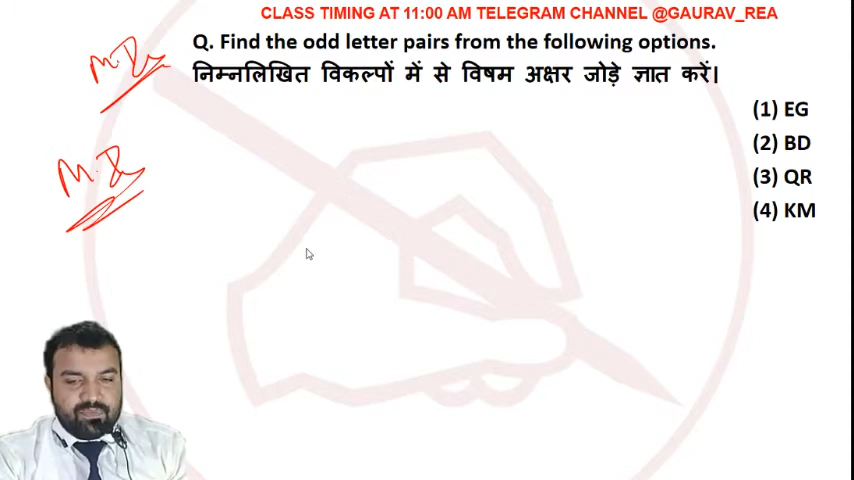 CLASS TIMING AT 11:00 AM TELEGRAM CHANNEL @GAURAV_REA
Q. Find the odd letter pairs from the following options.
निम्नलिखित विकल्पों में से विषम अक्षर जोड़े ज्ञात करें।
(1) EG
(2) BD
(3) QR
(4) KM